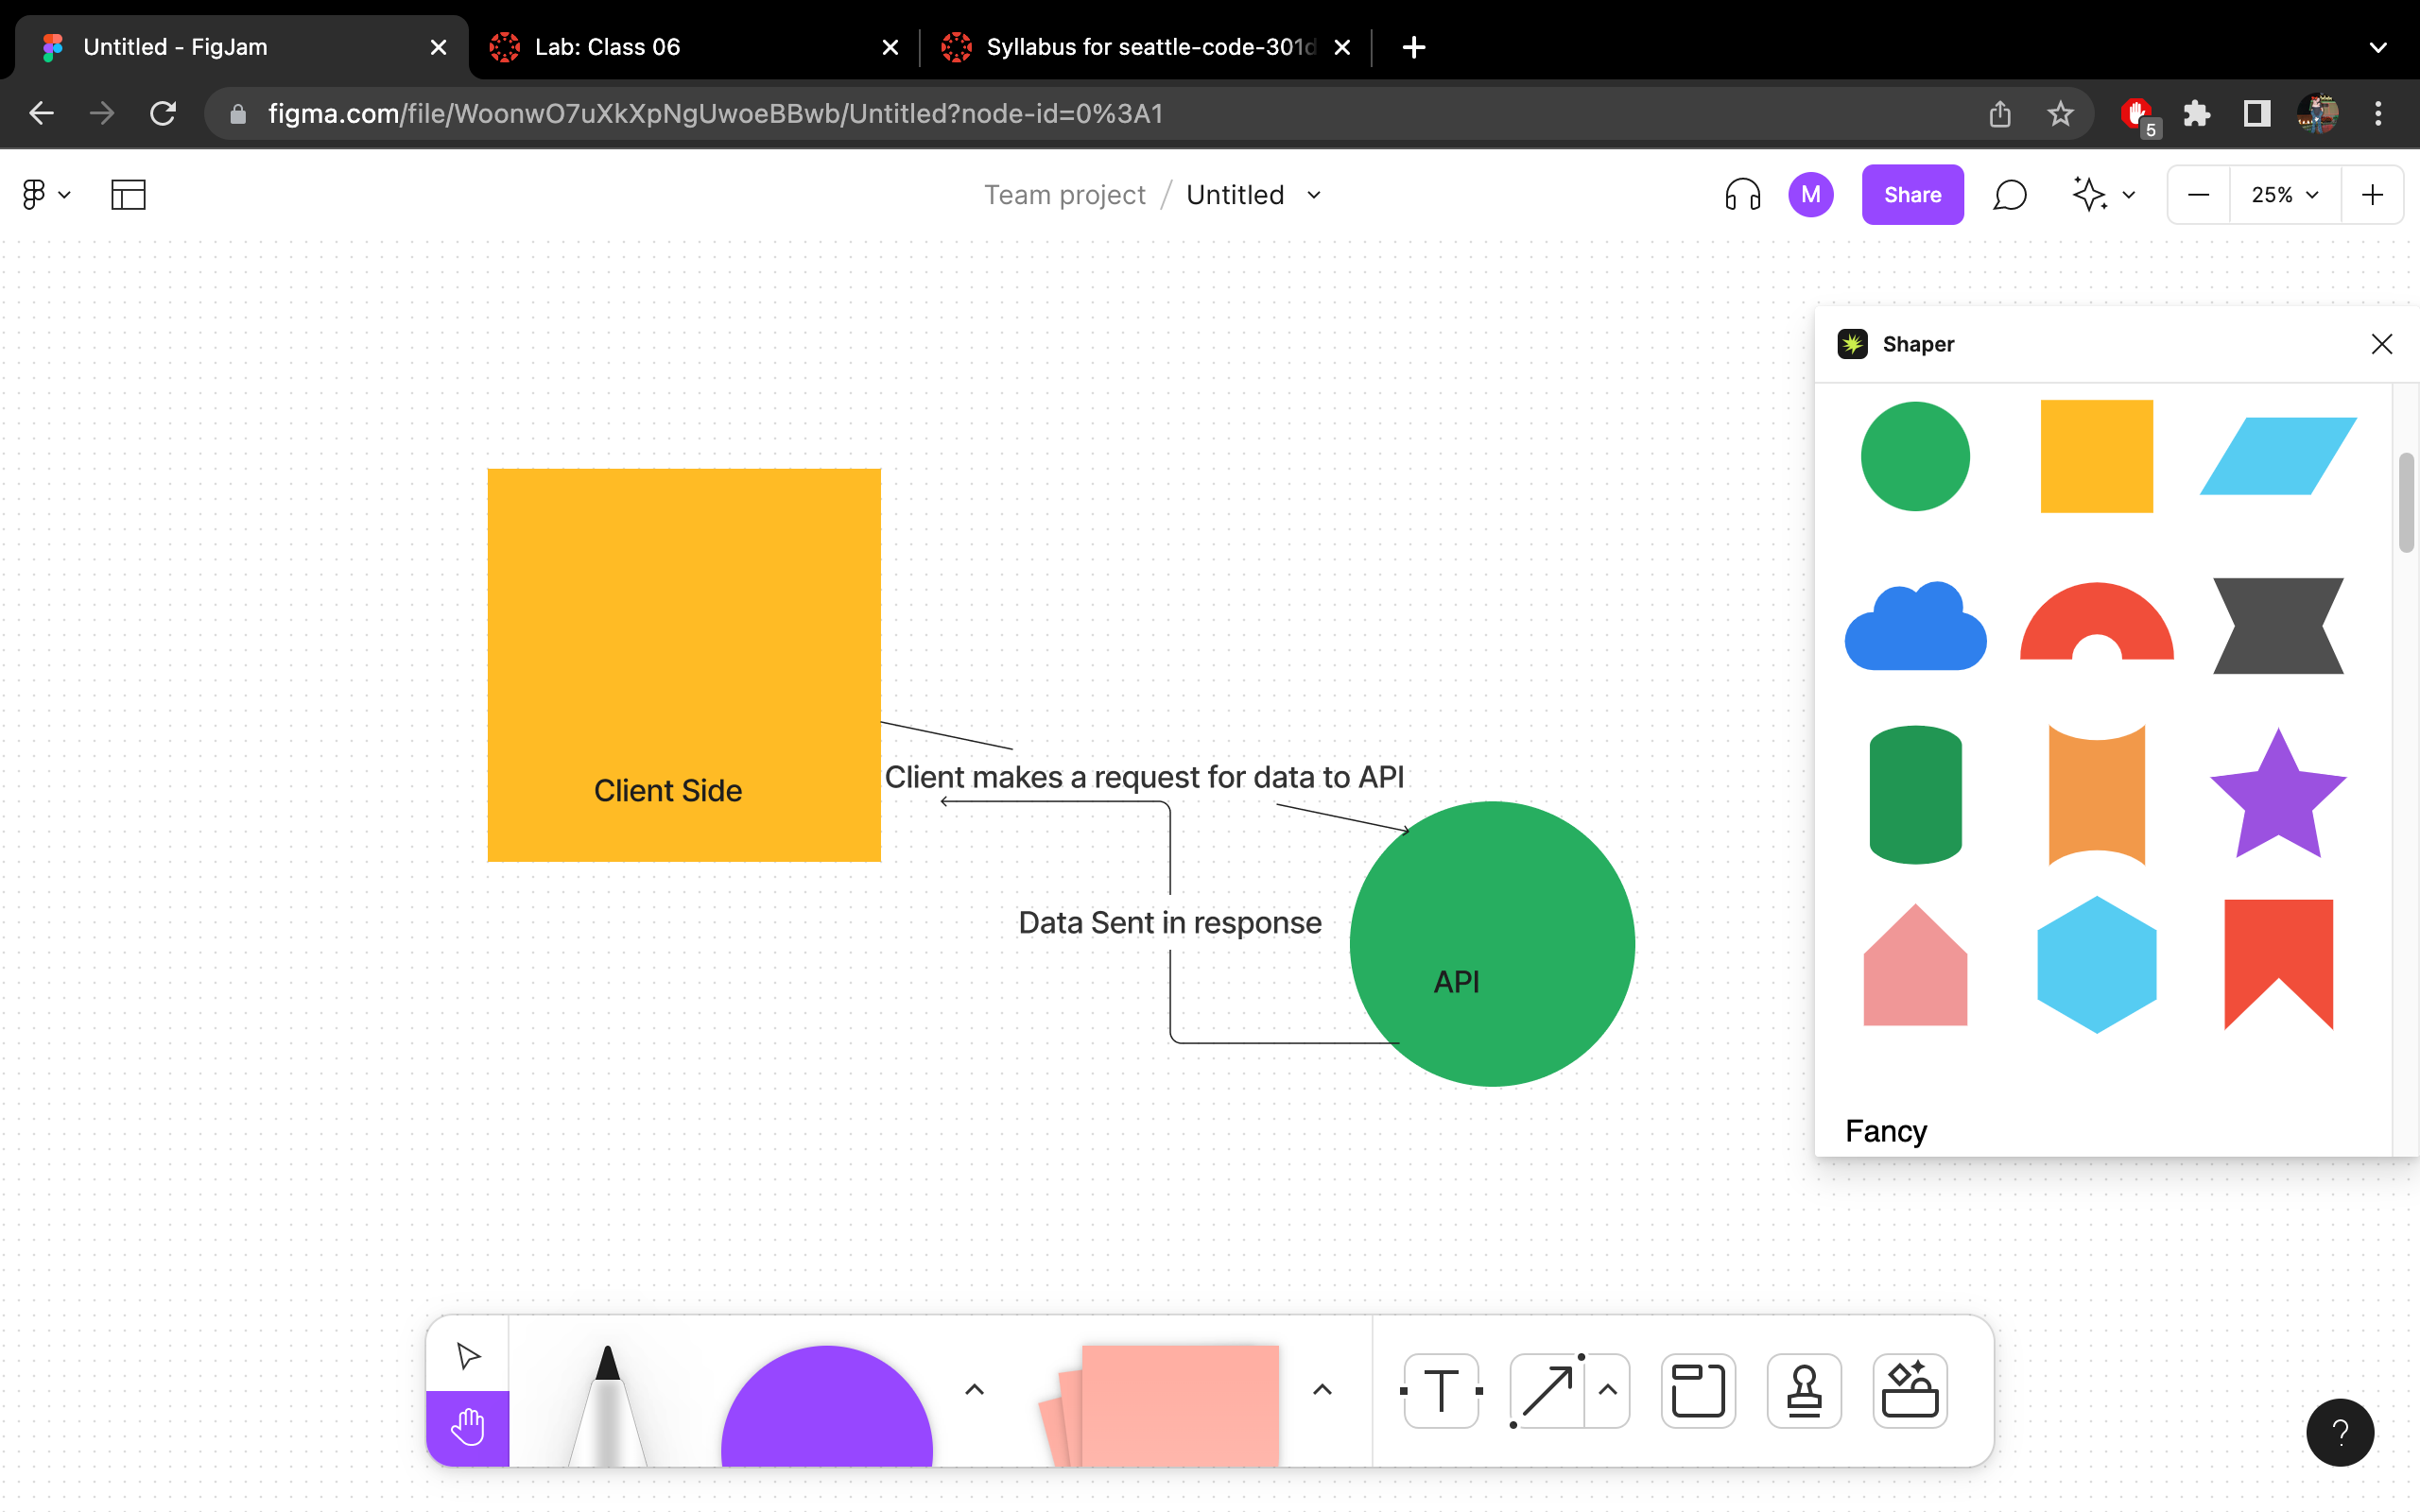 Untitled - FigJam
Lab: Class 06
Syllabus for seattle-code-301d
figma.com/file/WoonwO7uXkXpNgUwoeBBwb/Untitled?node-id=0%3A1
5
Team project / Untitled
M
Share
25%
Shaper
Client Side
Client makes a request for data to API
Data Sent in response
API
Fancy
T
?